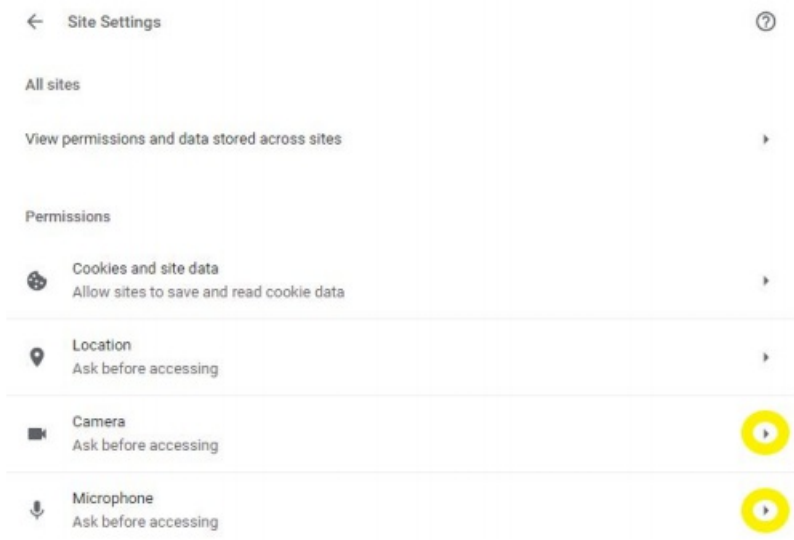 Site Settings
All sites
View permissions and data stored across sites
Permissions
Cookies and site data
Allow sites to save and read cookie data
Location
Ask before accessing
Camera
Ask before accessing
Microphone
Ask before accessing